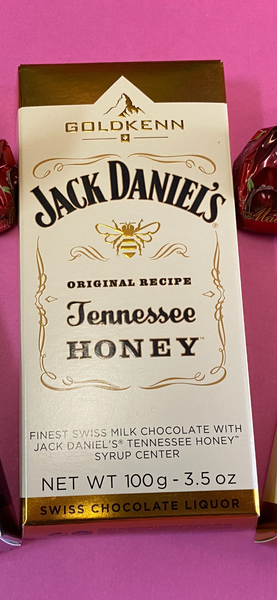 GOLDKENN
JACK DANIEL'S®
ORIGINAL RECIPE
Tennessee
HONEY™
FINEST SWISS MILK CHOCOLATE WITH
JACK DANIEL'S® TENNESSEE HONEY™
SYRUP CENTER
NET WT 100g - 3.5 oz
SWISS CHOCOLATE LIQUOR